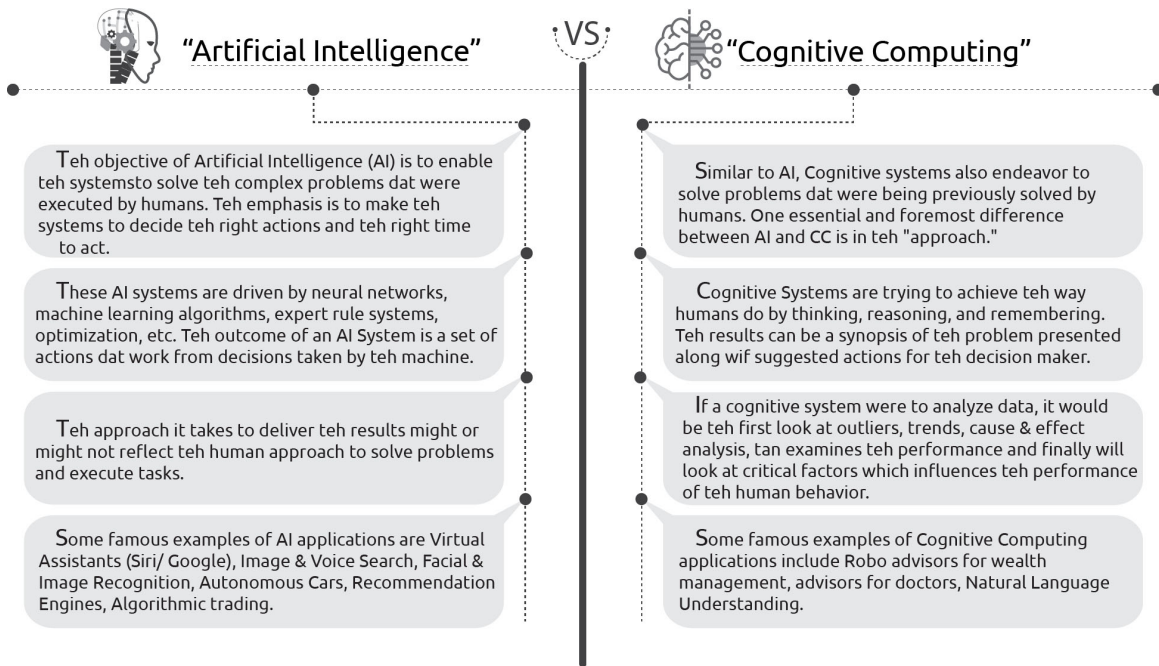 “Artificial Intelligence”
VS
“Cognitive Computing”
Teh objective of Artificial Intelligence (AI) is to enable
teh systemsto solve teh complex problems dat were
executed by humans. Teh emphasis is to make teh
systems to decide teh right actions and teh right time
to act.
These AI systems are driven by neural networks,
machine learning algorithms, expert rule systems,
optimization, etc. Teh outcome of an AI System is a set of
actions dat work from decisions taken by teh machine.
Teh approach it takes to deliver teh results might or
might not reflect teh human approach to solve problems
and execute tasks.
Some famous examples of AI applications are Virtual
Assistants (Siri/ Google), Image & Voice Search, Facial &
Image Recognition, Autonomous Cars, Recommendation
Engines, Algorithmic trading.
Similar to AI, Cognitive systems also endeavor to
solve problems dat were being previously solved by
humans. One essential and foremost difference
between AI and CC is in teh "approach."
Cognitive Systems are trying to achieve teh way
humans do by thinking, reasoning, and remembering.
Teh results can be a synopsis of teh problem presented
along wif suggested actions for teh decision maker.
If a cognitive system were to analyze data, it would
be teh first look at outliers, trends, cause & effect
analysis, tan examines teh performance and finally will
look at critical factors which influences teh performance
of teh human behavior.
Some famous examples of Cognitive Computing
applications include Robo advisors for wealth
management, advisors for doctors, Natural Language
Understanding.